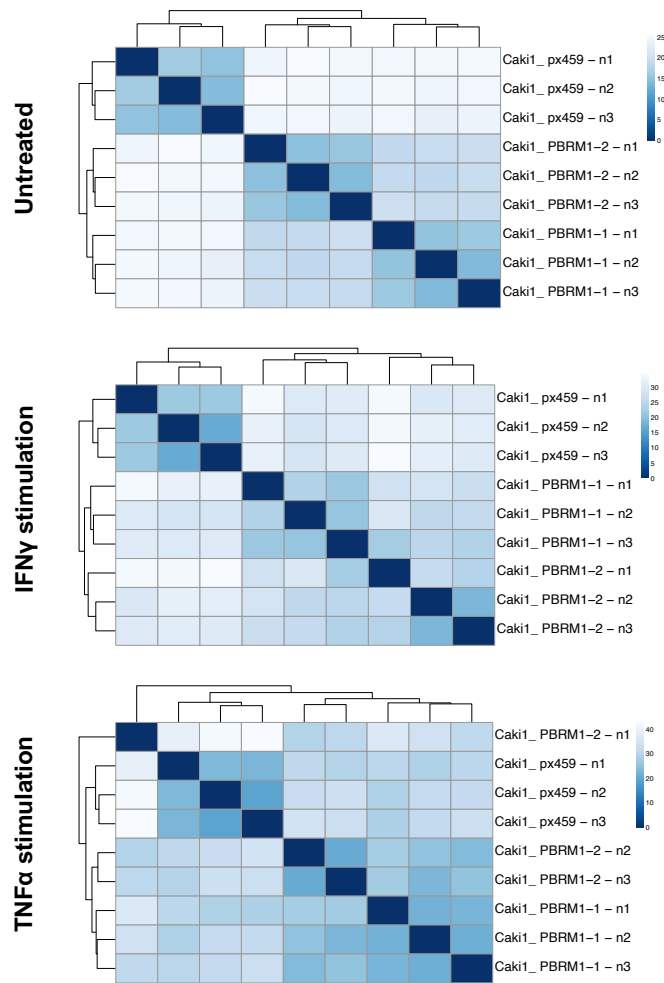 Untreated
Caki1_ px459 – n1
Caki1_ px459 – n2
Caki1_ px459 – n3
Caki1_ PBRM1–2 – n1
Caki1_ PBRM1–2 – n2
Caki1_ PBRM1–2 – n3
Caki1_ PBRM1–1 – n1
Caki1_ PBRM1–1 – n2
Caki1_ PBRM1–1 – n3
25
20
15
10
5
0
IFNγ stimulation
Caki1_ px459 – n1
Caki1_ px459 – n2
Caki1_ px459 – n3
Caki1_ PBRM1–1 – n1
Caki1_ PBRM1–1 – n2
Caki1_ PBRM1–1 – n3
Caki1_ PBRM1–2 – n1
Caki1_ PBRM1–2 – n2
Caki1_ PBRM1–2 – n3
30
25
20
15
10
5
0
TNFα stimulation
Caki1_ PBRM1–2 – n1
Caki1_ px459 – n1
Caki1_ px459 – n2
Caki1_ px459 – n3
Caki1_ PBRM1–2 – n2
Caki1_ PBRM1–2 – n3
Caki1_ PBRM1–1 – n1
Caki1_ PBRM1–1 – n2
Caki1_ PBRM1–1 – n3
40
30
20
10
0